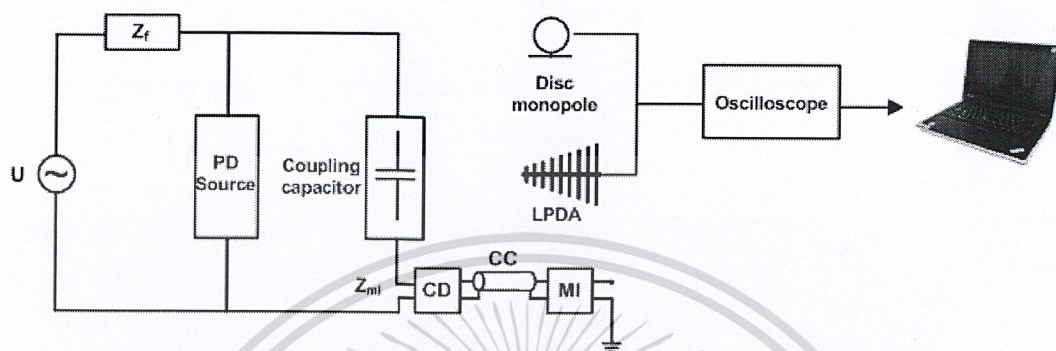 Z_f
U
PD
Source
Coupling
capacitor
Z_mi
CD
CC
MI
Disc
monopole
LPDA
Oscilloscope